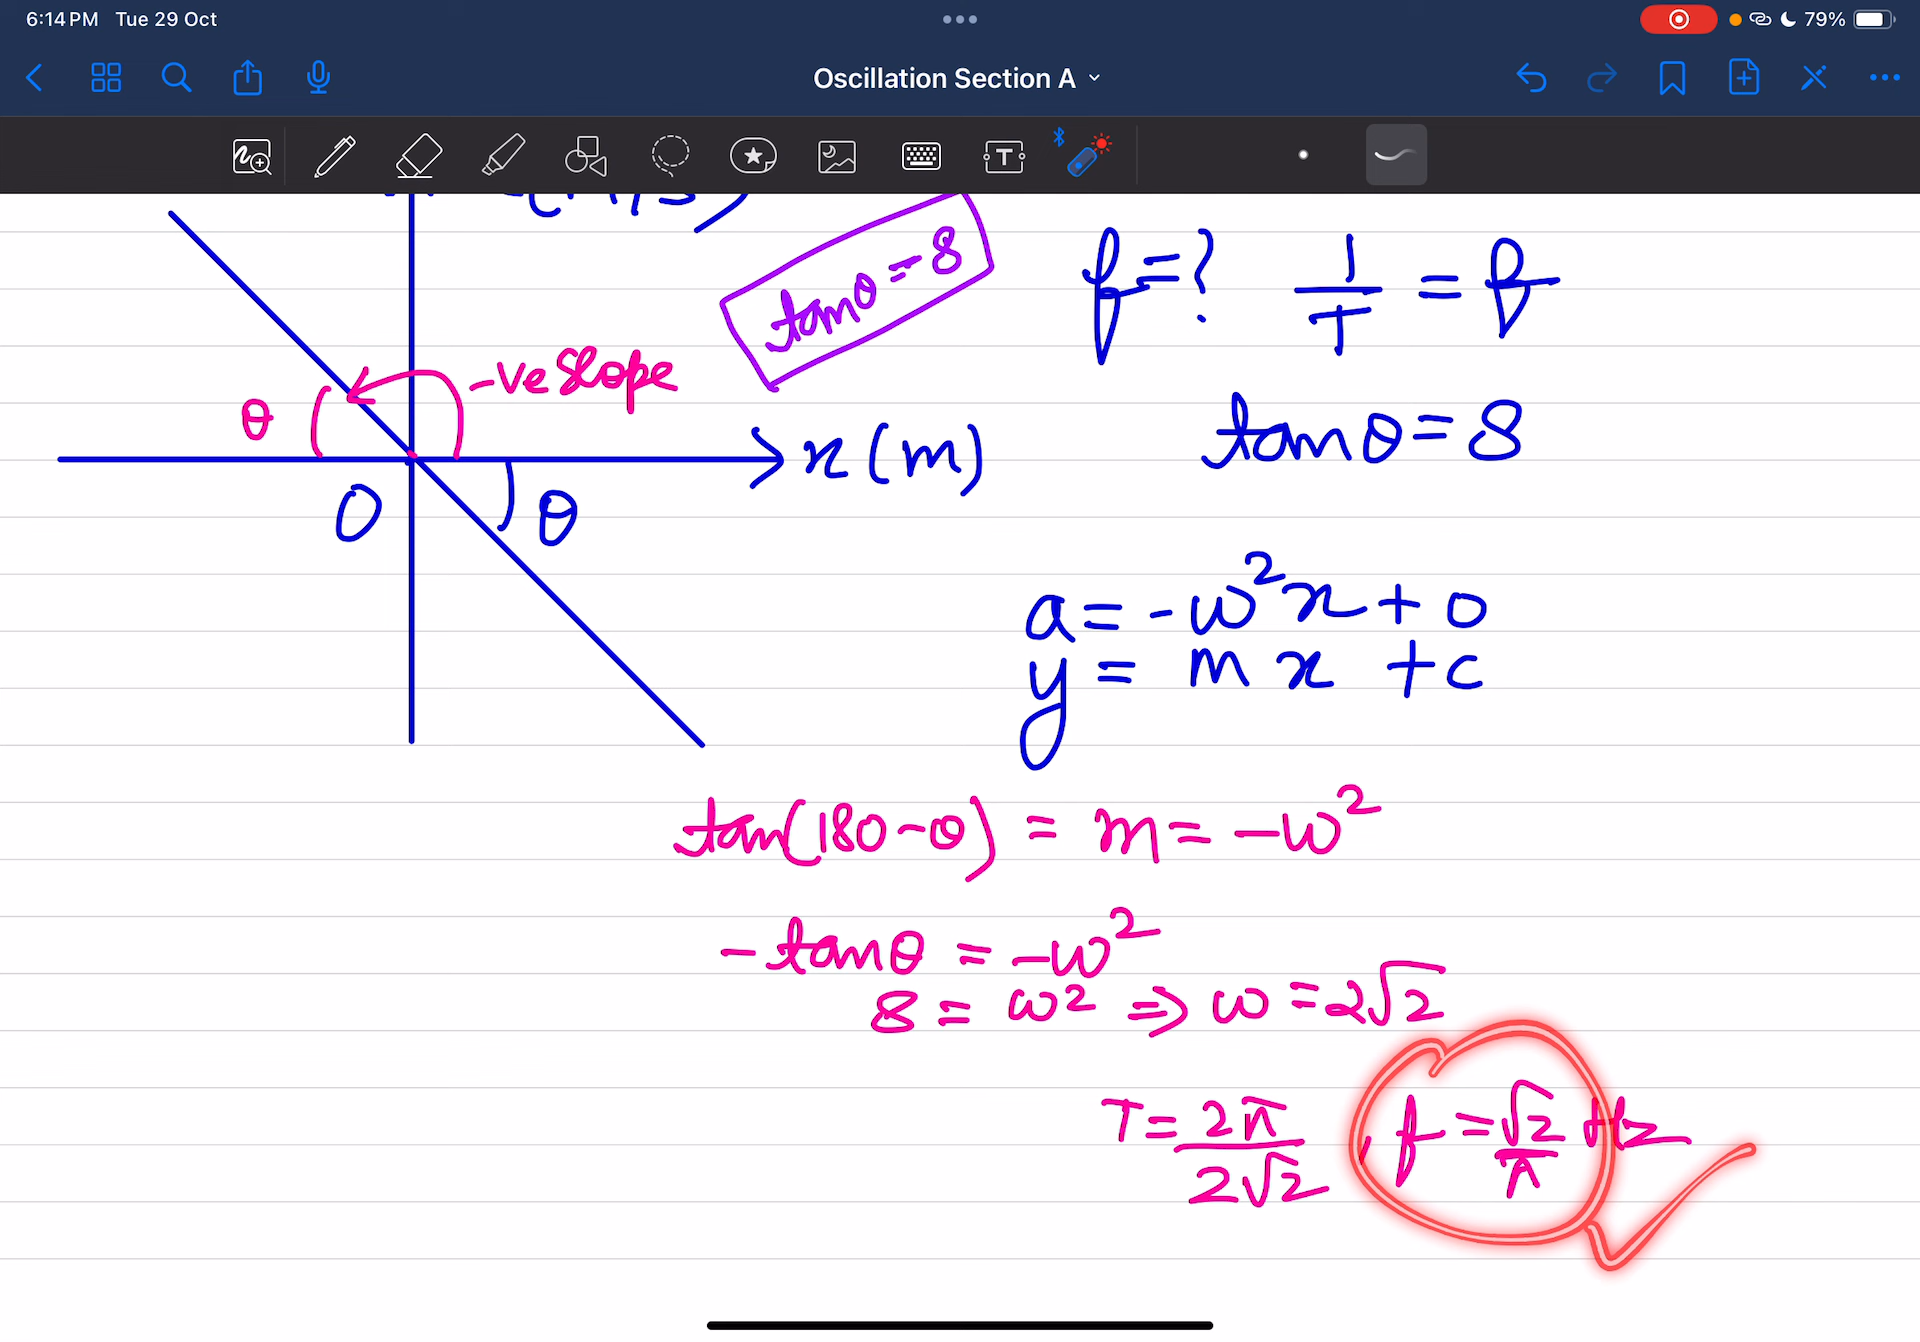 6:14 PM Tue 29 Oct
79%
Oscillation Section A
T
tanθ = 8
f = ? 1/T = f
-ve slope
θ
x (m)
tanθ = 8
O
θ
a = -ω²x + 0
y = mx + c
tan(180-θ) = m = -ω²
-tanθ = -ω²
8 = ω² ⇒ ω = 2√2
T = 2π/2√2 , f = √2/π Hz